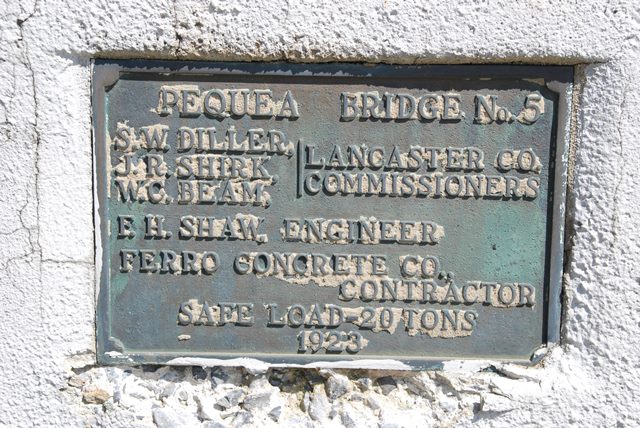 PEQUEA BRIDGE No. 5
S.W. DILLER,
J.R. SHIRK,
W.C. BEAM,
LANCASTER CO.
COMMISSIONERS
F. H. SHAW, ENGINEER
FERRO CONCRETE CO.,
CONTRACTOR
SAFE LOAD-20 TONS
1923